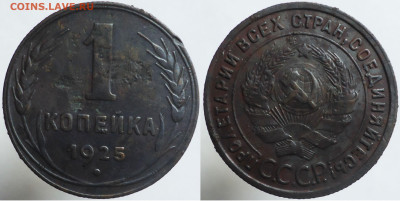 COINS.LAVE.RU
1
КОПЕЙКА
1925
ПРОЛЕТАРИИ ВСЕХ СТРАН, СОЕДИНЯЙТЕСЬ!
С.С.С.Р.